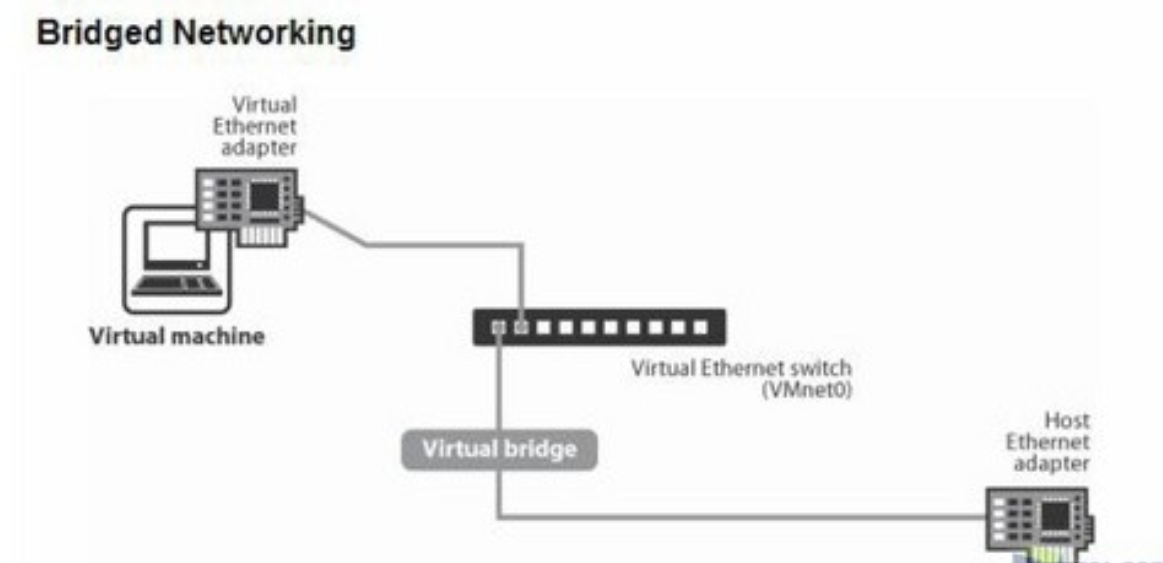 Bridged Networking
Virtual
Ethernet
adapter
Virtual machine
Virtual Ethernet switch
(VMnet0)
Virtual bridge
Host
Ethernet
adapter